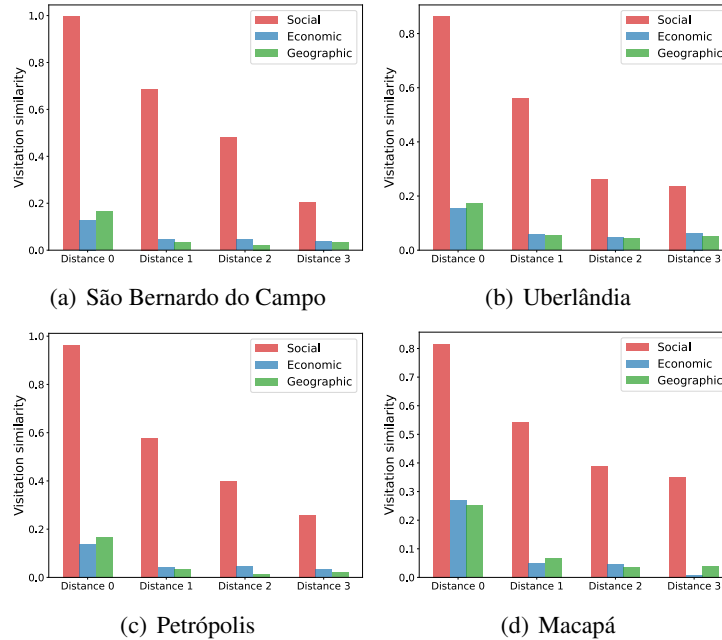 Visitation similarity
1.0
0.8
0.6
0.4
0.2
0.0
Social
Economic
Geographic
Distance 0 Distance 1 Distance 2 Distance 3
(a) São Bernardo do Campo
Visitation similarity
0.8
0.6
0.4
0.2
0.0
Social
Economic
Geographic
Distance 0 Distance 1 Distance 2 Distance 3
(b) Uberlândia
Visitation similarity
1.0
0.8
0.6
0.4
0.2
0.0
Social
Economic
Geographic
Distance 0 Distance 1 Distance 2 Distance 3
(c) Petrópolis
Visitation similarity
0.8
0.7
0.6
0.5
0.4
0.3
0.2
0.1
0.0
Social
Economic
Geographic
Distance 0 Distance 1 Distance 2 Distance 3
(d) Macapá